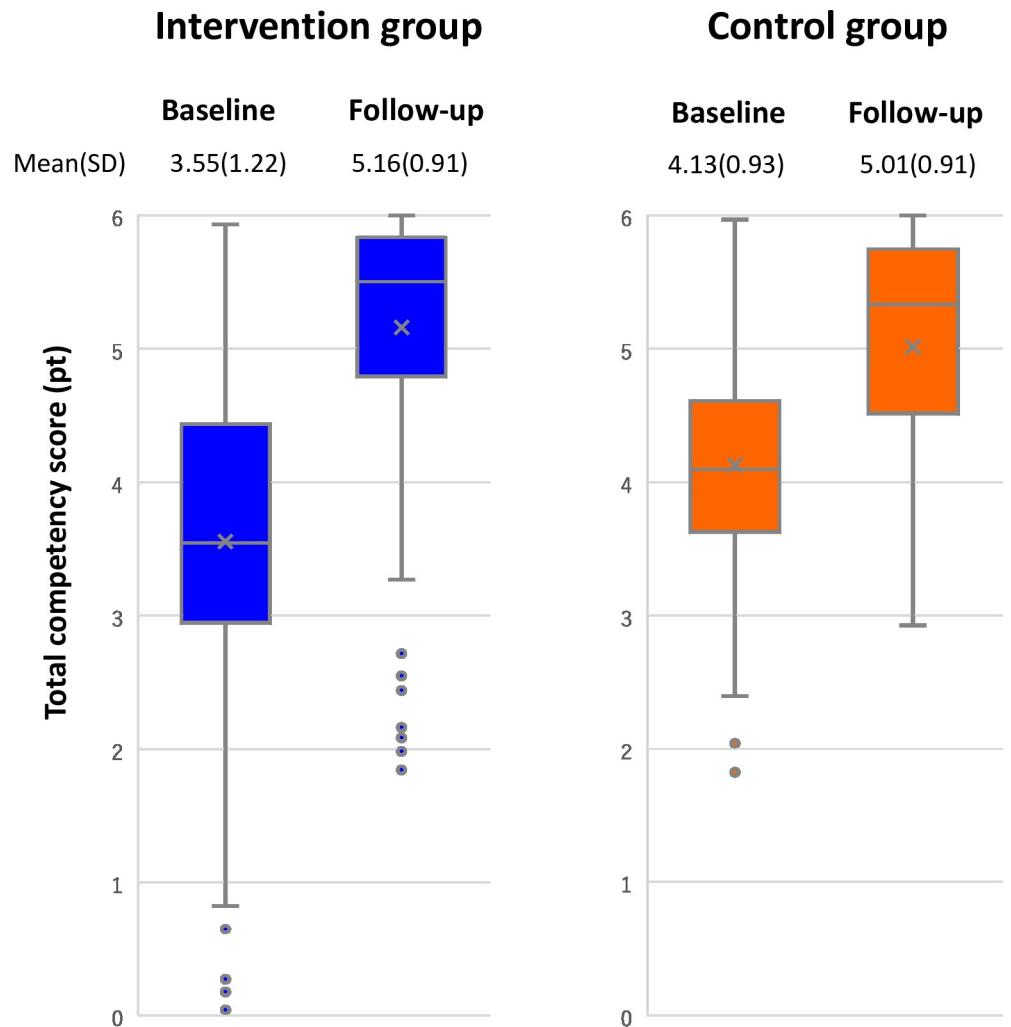 Intervention group
Control group
Baseline
Follow-up
Baseline
Follow-up
Mean(SD)
3.55(1.22)
5.16(0.91)
4.13(0.93)
5.01(0.91)
Total competency score (pt)
6
5
4
3
2
1
0
6
5
4
3
2
1
0